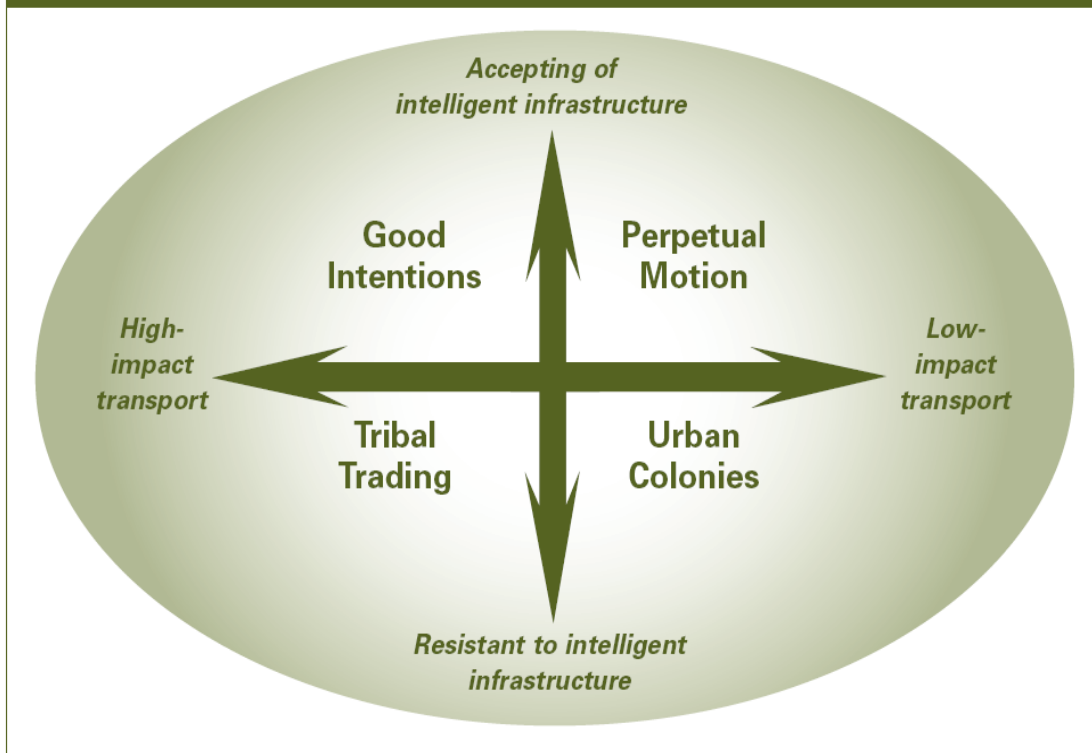 Accepting of
intelligent infrastructure
Good
Intentions
Perpetual
Motion
High-
impact
transport
Low-
impact
transport
Tribal
Trading
Urban
Colonies
Resistant to intelligent
infrastructure